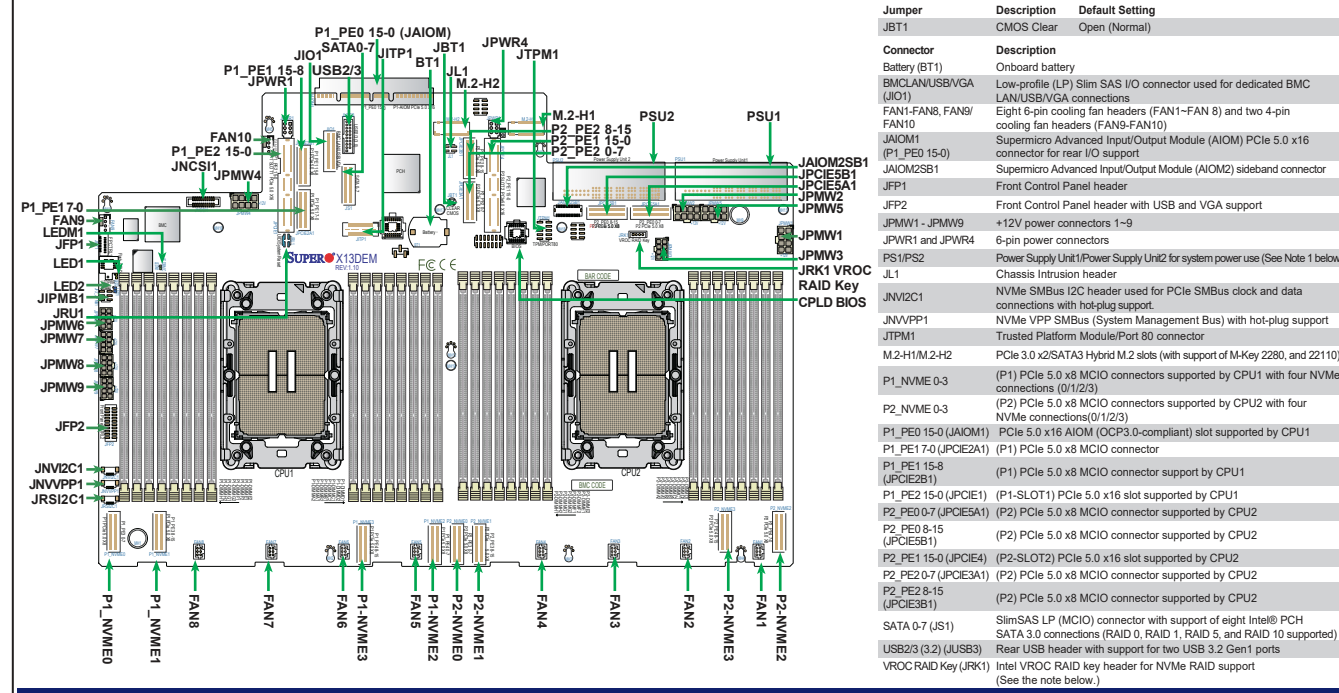 P1_PE0 15-0 (JAIOM)
SATA0-7
JITP1
JIO1
P1_PE1 15-8
USB2/3
JPWR1
BT1
JBT1
JL1
M.2-H2
JPWR4
JTPM1
FAN10
P1_PE2 15-0
JNCSI1
JPMW4
P1_PE1 7-0
FAN9
LEDM1
JFP1
LED1
LED2
JIPMB1
JRU1
JPMW6
JPMW7
JPMW8
JPMW9
JFP2
JNVI2C1
JNVVPP1
JRSI2C1
M.2-H1
P2_PE2 8-15
P2_PE1 15-0
P2_PE2 0-7
PSU2
PSU1
JAIOM2SB1
JPCIE5B1
JPCIE5A1
JPMW2
JPMW5
JPMW1
JPMW3
JRK1 VROC
RAID Key
CPLD BIOS
PCH
BMC
Battery
Power Supply Unit 2
Power Supply Unit1
SUPER X13DEM
REV:1.10
FC CE
BAR CODE
BMC CODE
CPU1
CPU2
P1_NVME0
P1_NVME1
FAN8
FAN7
FAN6
P1-NVME3
FAN5
P1-NVME2
P2-NVME0
P2-NVME1
FAN4
FAN3
FAN2
P2-NVME3
FAN1
P2-NVME2
Jumper Description Default Setting
JBT1 CMOS Clear Open (Normal)
Connector Description
Battery (BT1) Onboard battery
BMCLAN/USB/VGA (JIO1) Low-profile (LP) Slim SAS I/O connector used for dedicated BMC
LAN/USB/VGA connections
FAN1-FAN8, FAN9/ FAN10 Eight 6-pin cooling fan headers (FAN1~FAN 8) and two 4-pin
cooling fan headers (FAN9-FAN10)
JAIOM1 (P1_PE0 15-0) Supermicro Advanced Input/Output Module (AIOM) PCIe 5.0 x16
connector for rear I/O support
JAIOM2SB1 Supermicro Advanced Input/Output Module (AIOM2) sideband connector
JFP1 Front Control Panel header
JFP2 Front Control Panel header with USB and VGA support
JPMW1 - JPMW9 +12V power connectors 1~9
JPWR1 and JPWR4 6-pin power connectors
PS1/PS2 Power Supply Unit1/Power Supply Unit2 for system power use (See Note 1 below
JL1 Chassis Intrusion header
JNVI2C1 NVMe SMBus I2C header used for PCIe SMBus clock and data
connections with hot-plug support.
JNVVPP1 NVMe VPP SMBus (System Management Bus) with hot-plug support
JTPM1 Trusted Platform Module/Port 80 connector
M.2-H1/M.2-H2 PCIe 3.0 x2/SATA3 Hybrid M.2 slots (with support of M-Key 2280, and 22110)
P1_NVME 0-3 (P1) PCIe 5.0 x8 MCIO connectors supported by CPU1 with four NVMe
connections (0/1/2/3)
P2_NVME 0-3 (P2) PCIe 5.0 x8 MCIO connectors supported by CPU2 with four
NVMe connections(0/1/2/3)
P1_PE0 15-0 (JAIOM1) PCIe 5.0 x16 AIOM (OCP3.0-compliant) slot supported by CPU1
P1_PE1 7-0 (JPCIE2A1) (P1) PCIe 5.0 x8 MCIO connector
P1_PE1 15-8 (JPCIE2B1) (P1) PCIe 5.0 x8 MCIO connector support by CPU1
P1_PE2 15-0 (JPCIE1) (P1-SLOT1) PCIe 5.0 x16 slot supported by CPU1
P2_PE0 0-7 (JPCIE5A1) (P2) PCIe 5.0 x8 MCIO connector supported by CPU2
P2_PE0 8-15 (JPCIE5B1) (P2) PCIe 5.0 x8 MCIO connector supported by CPU2
P2_PE1 15-0 (JPCIE4) (P2-SLOT2) PCIe 5.0 x16 slot supported by CPU2
P2_PE2 0-7 (JPCIE3A1) (P2) PCIe 5.0 x8 MCIO connector supported by CPU2
P2_PE2 8-15 (JPCIE3B1) (P2) PCIe 5.0 x8 MCIO connector supported by CPU2
SATA 0-7 (JS1) SlimSAS LP (MCIO) connector with support of eight Intel® PCH
SATA 3.0 connections (RAID 0, RAID 1, RAID 5, and RAID 10 supported)
USB2/3 (3.2) (JUSB3) Rear USB header with support for two USB 3.2 Gen1 ports
VROC RAID Key (JRK1) Intel VROC RAID key header for NVMe RAID support
(See the note below.)